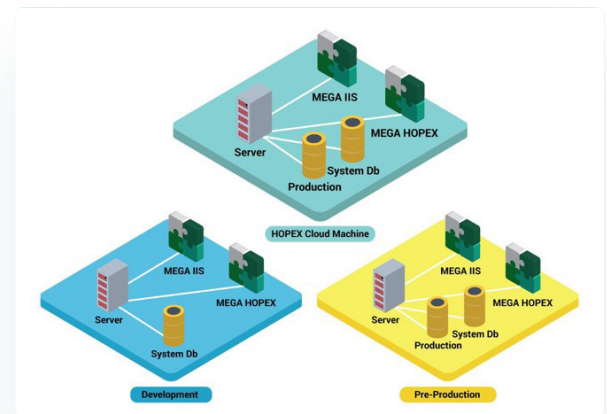 MEGA IIS
MEGA HOPEX
Server
System Db
Production
HOPEX Cloud Machine
MEGA IIS
MEGA HOPEX
Server
System Db
Development
MEGA IIS
MEGA HOPEX
Server
System Db
Production
Pre-Production